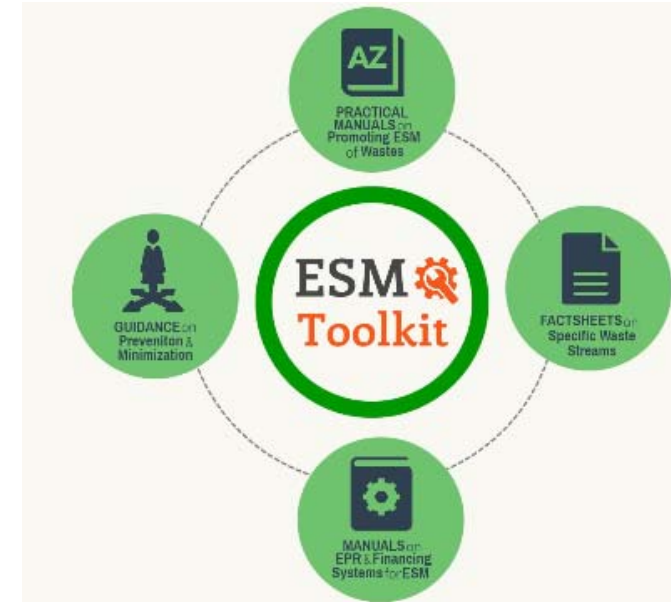 AZ
PRACTICAL
MANUALS on
Promoting ESM
of Wastes
ESM
Toolkit
GUIDANCE on
Preveniton &
Minimization
FACTSHEETS on
Specific Waste
Streams
MANUALS on
EPR & Financing
Systems for ESM